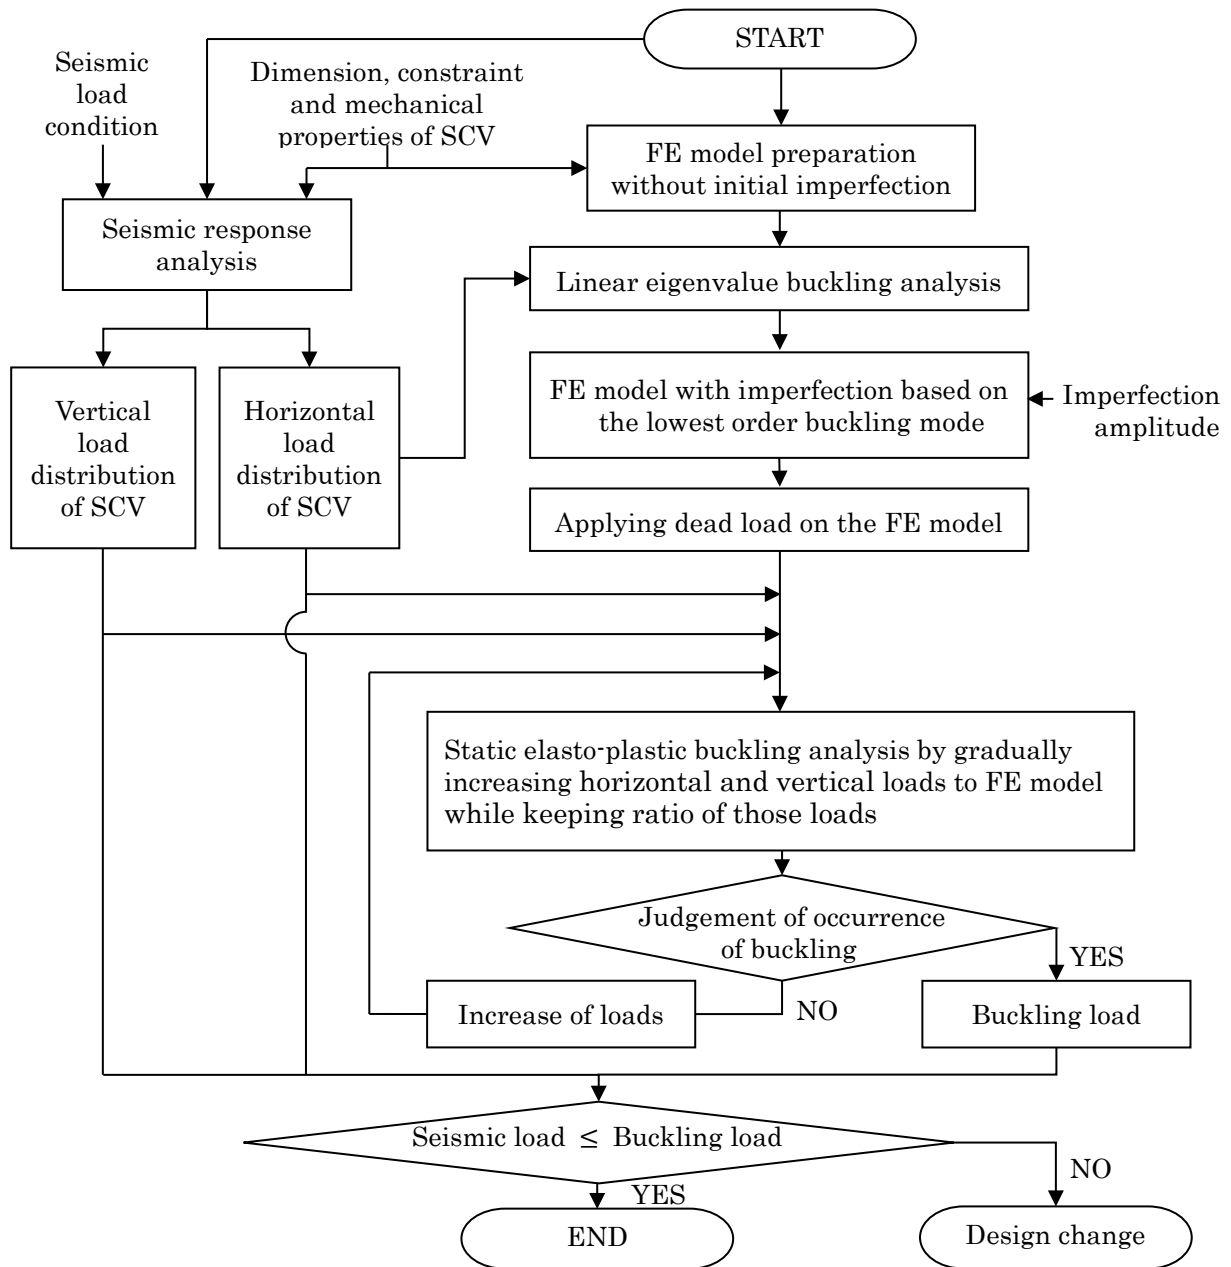 START
Seismic
load
condition
Dimension, constraint
and mechanical
properties of SCV
FE model preparation
without initial imperfection
Seismic response
analysis
Linear eigenvalue buckling analysis
Vertical
load
distribution
of SCV
Horizontal
load
distribution
of SCV
FE model with imperfection based on
the lowest order buckling mode
Imperfection
amplitude
Applying dead load on the FE model
Static elasto-plastic buckling analysis by gradually
increasing horizontal and vertical loads to FE model
while keeping ratio of those loads
Judgement of occurrence
of buckling
YES
NO
Increase of loads
Buckling load
Seismic load ≤ Buckling load
NO
YES
END
Design change